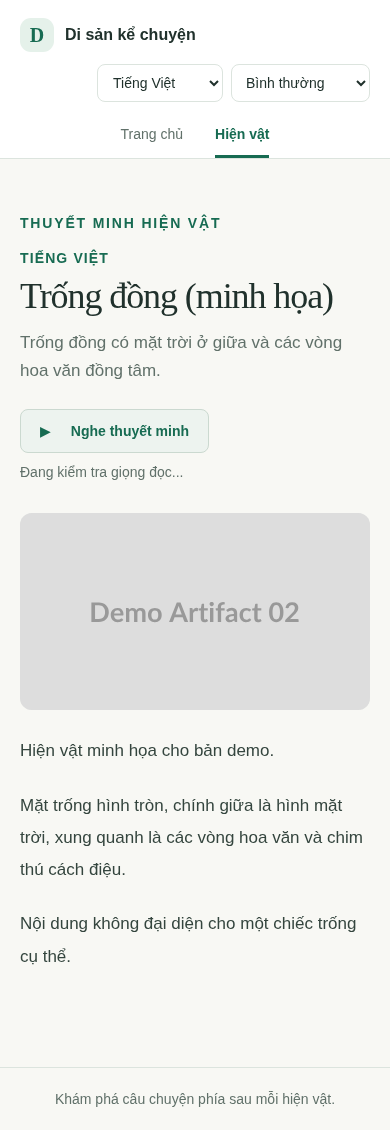 D Di sản kể chuyện
Tiếng Việt Bình thường
Trang chủ Hiện vật
THUYẾT MINH HIỆN VẬT
TIẾNG VIỆT
Trống đồng (minh họa)
Trống đồng có mặt trời ở giữa và các vòng
hoa văn đồng tâm.
▶ Nghe thuyết minh
Đang kiểm tra giọng đọc...
Demo Artifact 02
Hiện vật minh họa cho bản demo.
Mặt trống hình tròn, chính giữa là hình mặt
trời, xung quanh là các vòng hoa văn và chim
thú cách điệu.
Nội dung không đại diện cho một chiếc trống
cụ thể.
Khám phá câu chuyện phía sau mỗi hiện vật.